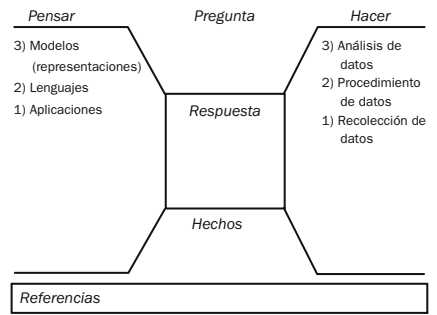 Pensar
Pregunta
Hacer
3) Modelos
(representaciones)
2) Lenguajes
1) Aplicaciones
Respuesta
3) Análisis de
datos
2) Procedimiento
de datos
1) Recolección de
datos
Hechos
Referencias